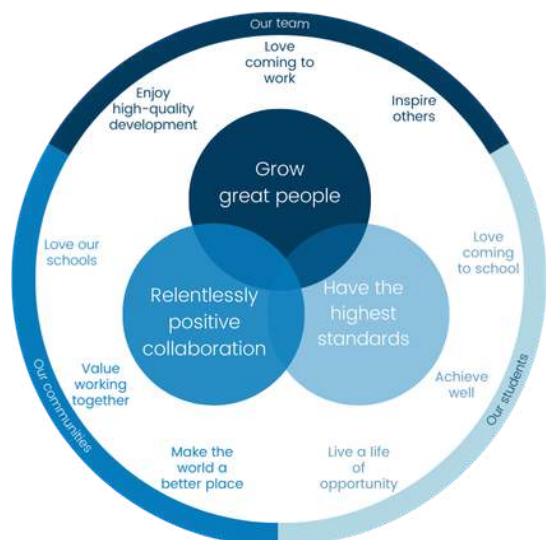 Our team
Love
coming to
work
Enjoy
high-quality
development
Inspire
others
Grow
great people
Love our
schools
Love
coming
to school
Relentlessly
positive
collaboration
Have the
highest
standards
Value
working
together
Achieve
well
Our communities
Our students
Make the
world a
better place
Live a life
of
opportunity